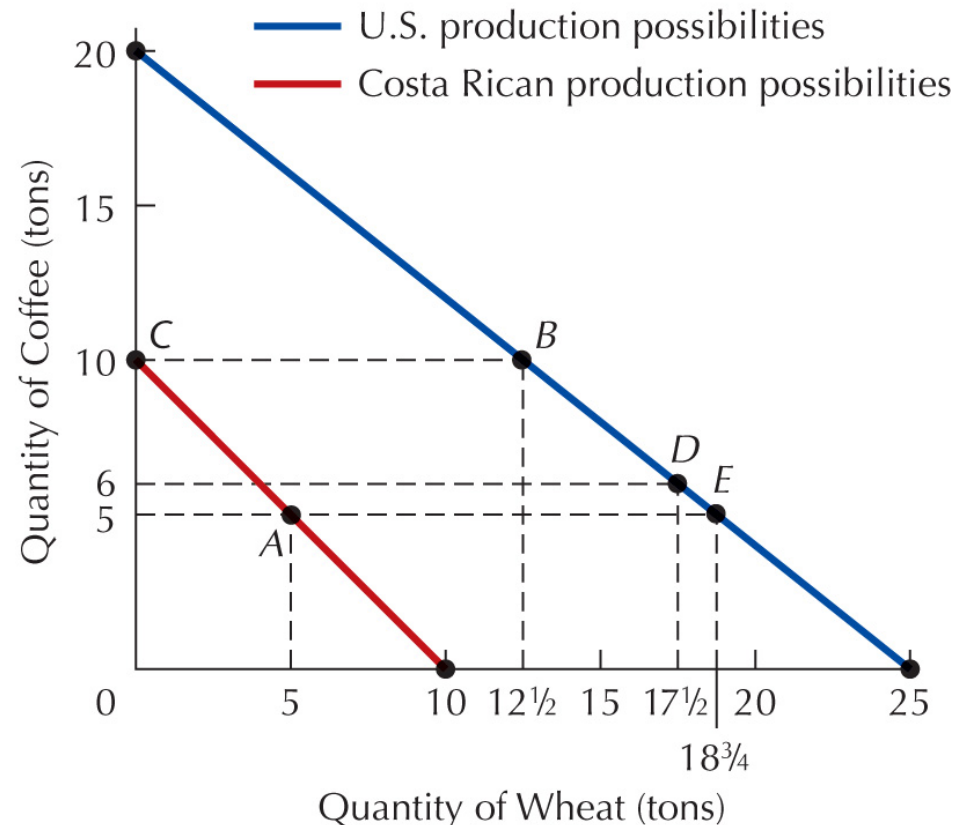 U.S. production possibilities
Costa Rican production possibilities
Quantity of Coffee (tons)
20
15
10
6
5
C
B
D
E
A
0 5 10 12½ 15 17½ 20 25
18¾
Quantity of Wheat (tons)